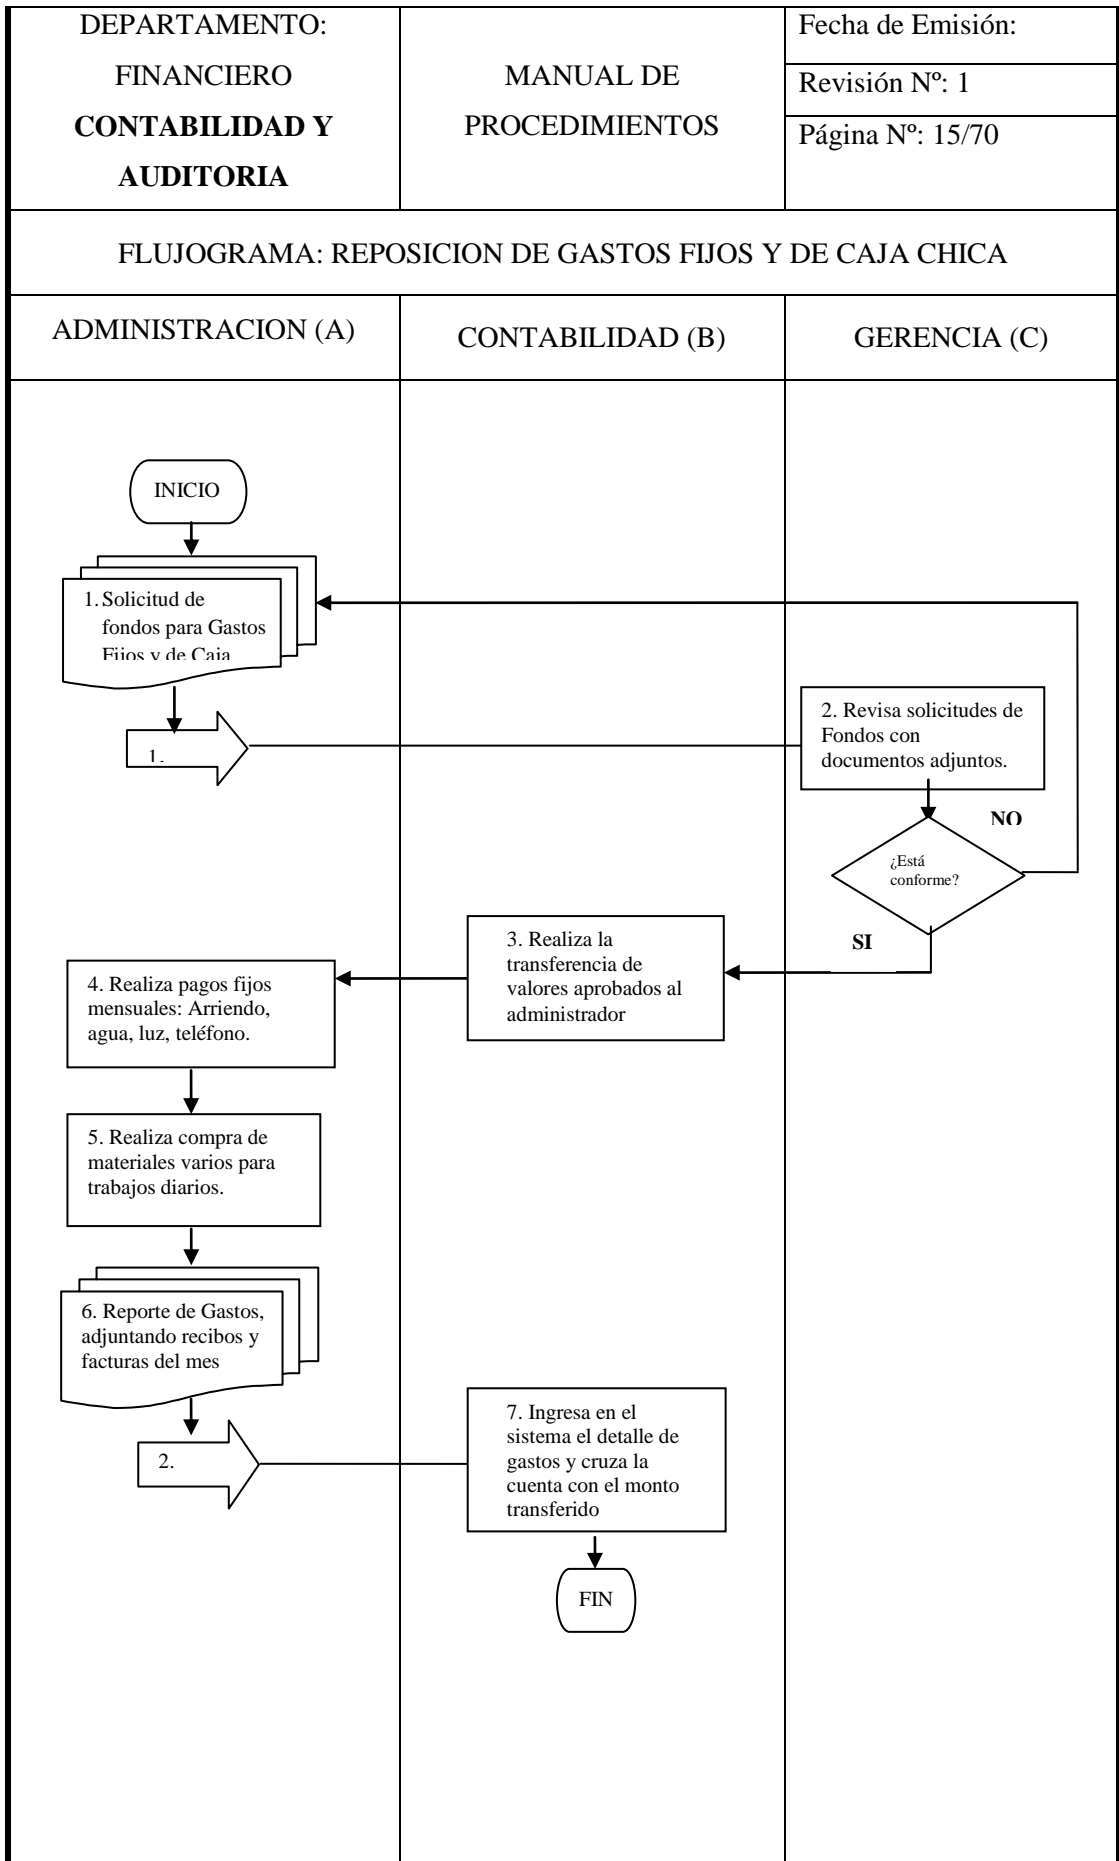 DEPARTAMENTO:
FINANCIERO
CONTABILIDAD Y
AUDITORIA
MANUAL DE
PROCEDIMIENTOS
Fecha de Emisión:
Revisión Nº: 1
Página Nº: 15/70
FLUJOGRAMA: REPOSICION DE GASTOS FIJOS Y DE CAJA CHICA
ADMINISTRACION (A)
CONTABILIDAD (B)
GERENCIA (C)
INICIO
1. Solicitud de
fondos para Gastos
Fijos y de Caja
1.
2. Revisa solicitudes de
Fondos con
documentos adjuntos.
NO
¿Está
conforme?
SI
3. Realiza la
transferencia de
valores aprobados al
administrador
4. Realiza pagos fijos
mensuales: Arriendo,
agua, luz, teléfono.
5. Realiza compra de
materiales varios para
trabajos diarios.
6. Reporte de Gastos,
adjuntando recibos y
facturas del mes
2.
7. Ingresa en el
sistema el detalle de
gastos y cruza la
cuenta con el monto
transferido
FIN